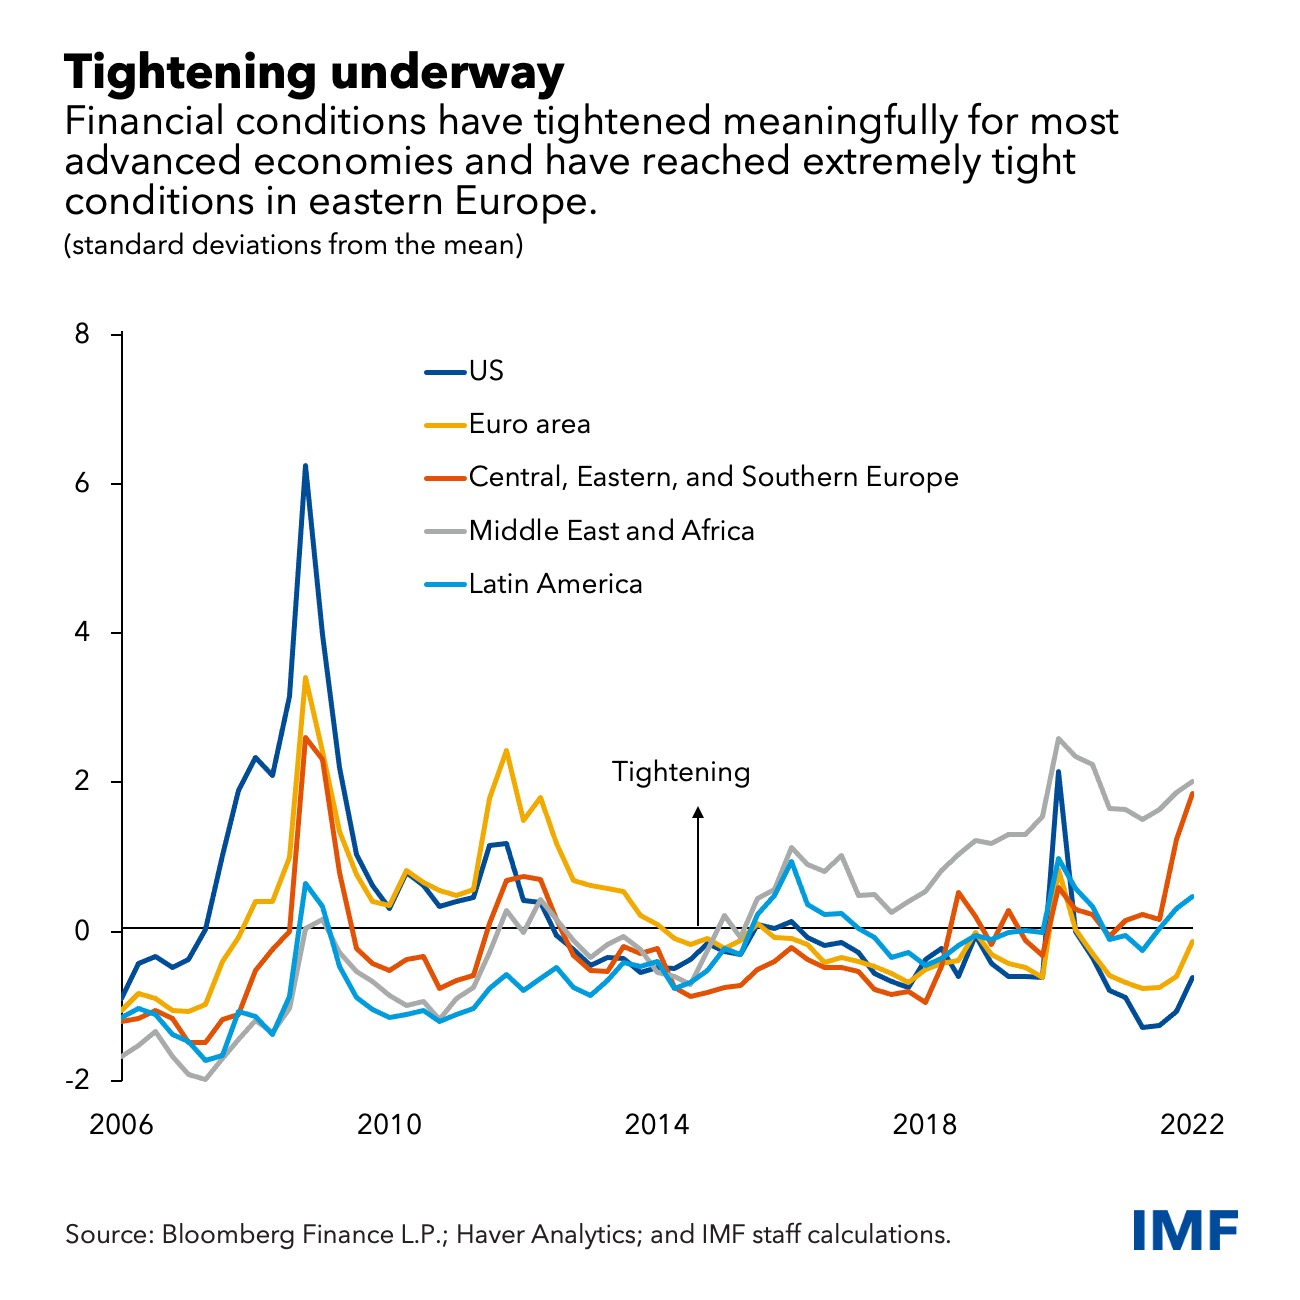 Tightening underway
Financial conditions have tightened meaningfully for most
advanced economies and have reached extremely tight
conditions in eastern Europe.
(standard deviations from the mean)
8
US
Euro area
6
Central, Eastern, and Southern Europe
Middle East and Africa
Latin America
4
Tightening
2
0
-2
2006 2010 2014 2018 2022
Source: Bloomberg Finance L.P.; Haver Analytics; and IMF staff calculations.
IMF